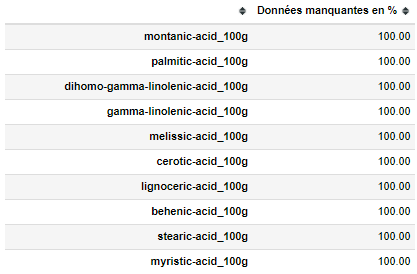 Données manquantes en %
montanic-acid_100g 100.00
palmitic-acid_100g 100.00
dihomo-gamma-linolenic-acid_100g 100.00
gamma-linolenic-acid_100g 100.00
melissic-acid_100g 100.00
cerotic-acid_100g 100.00
lignoceric-acid_100g 100.00
behenic-acid_100g 100.00
stearic-acid_100g 100.00
myristic-acid_100g 100.00